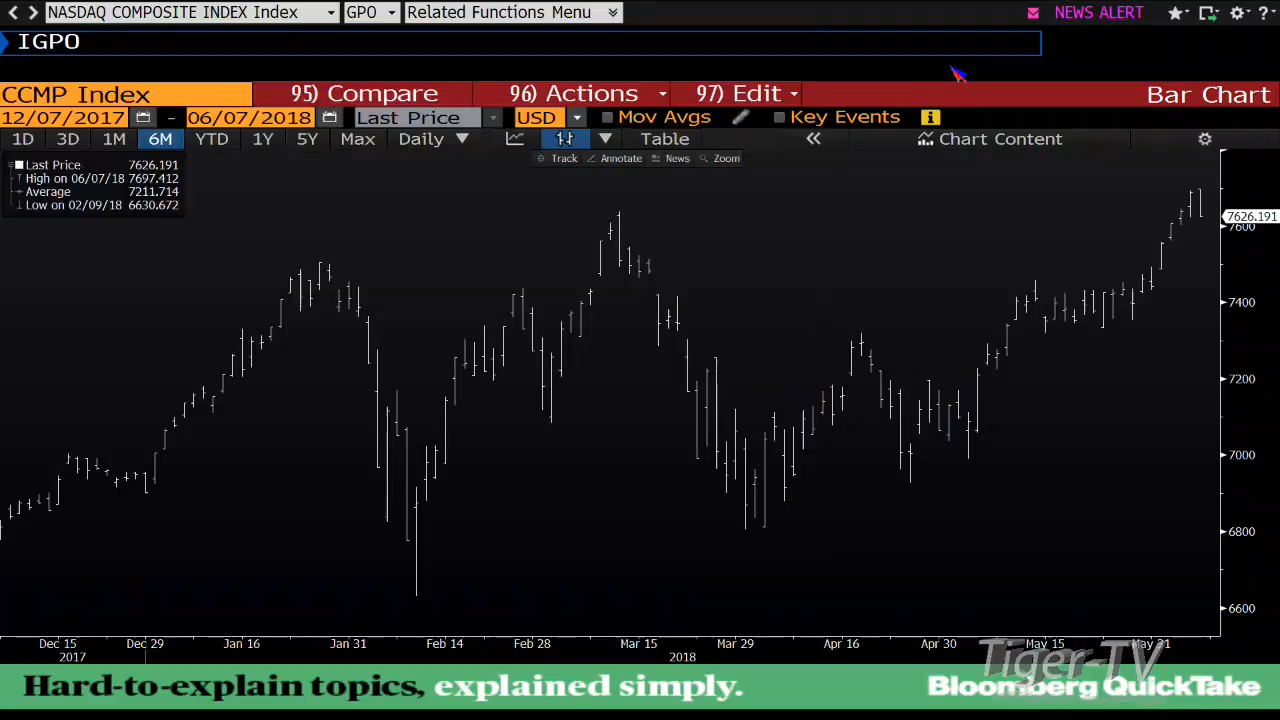 NASDAQ COMPOSITE INDEX Index GPO Related Functions Menu NEWS ALERT
IGPO
CCMP Index 95) Compare 96) Actions 97) Edit Bar Chart
12/07/2017 - 06/07/2018 Last Price USD Mov Avgs Key Events
1D 3D 1M 6M YTD 1Y 5Y Max Daily Table « Chart Content
Track Annotate News Zoom
Last Price 7626.191
High on 06/07/18 7697.412
Average 7211.714
Low on 02/09/18 6630.672
7626.191
7600
7400
7200
7000
6800
6600
Dec 15 Dec 29 Jan 16 Jan 31 Feb 14 Feb 28 Mar 15 Mar 29 Apr 16 Apr 30 May 15 May 31
2017 2018
Tiger-TV
Hard-to-explain topics, explained simply. Bloomberg QuickTake